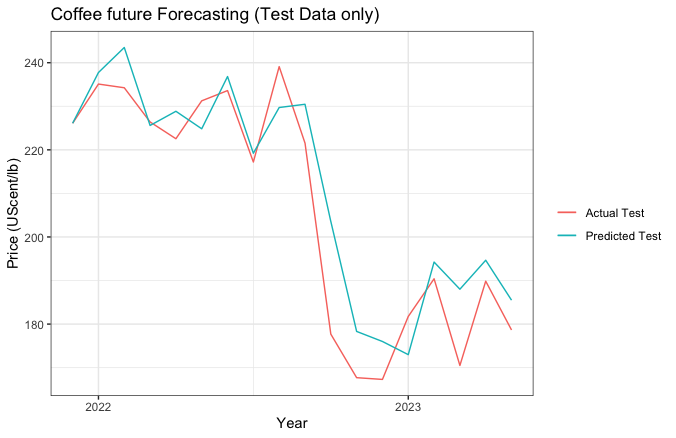 Coffee future Forecasting (Test Data only)
240
220
200
180
Price (UScent/lb)
2022
2023
Year
Actual Test
Predicted Test